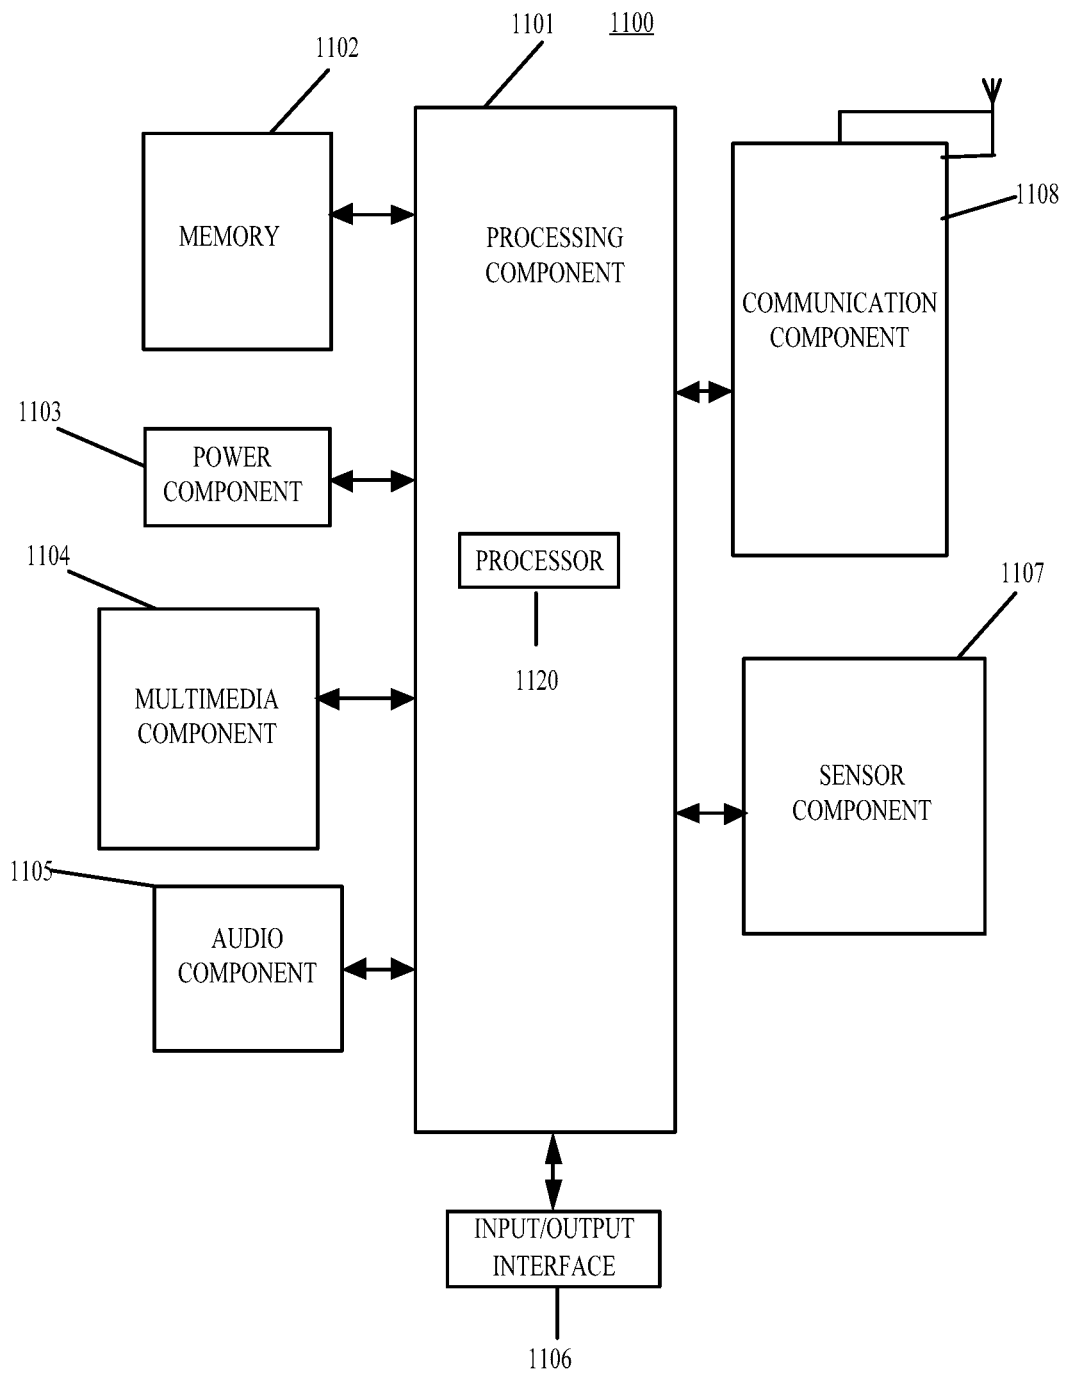 1101
1100
1102
MEMORY
PROCESSING
COMPONENT
1108
COMMUNICATION
COMPONENT
1103
POWER
COMPONENT
PROCESSOR
1104
1107
1120
MULTIMEDIA
COMPONENT
SENSOR
COMPONENT
1105
AUDIO
COMPONENT
INPUT/OUTPUT
INTERFACE
1106